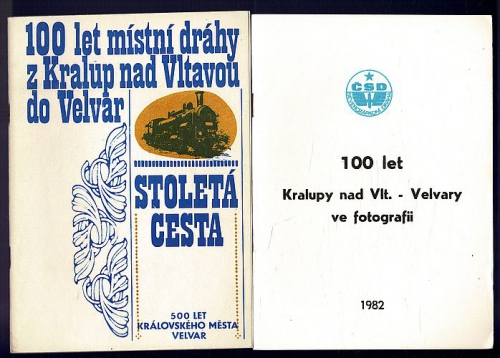 100 let místní dráhy
z Kralup nad Vltavou
do Velvar
STOLETÁ
CESTA
500 LET
KRÁLOVSKÉHO MĚSTA
VELVAR
ČSD
100 let
Kralupy nad Vlt. - Velvary
ve fotografii
1982